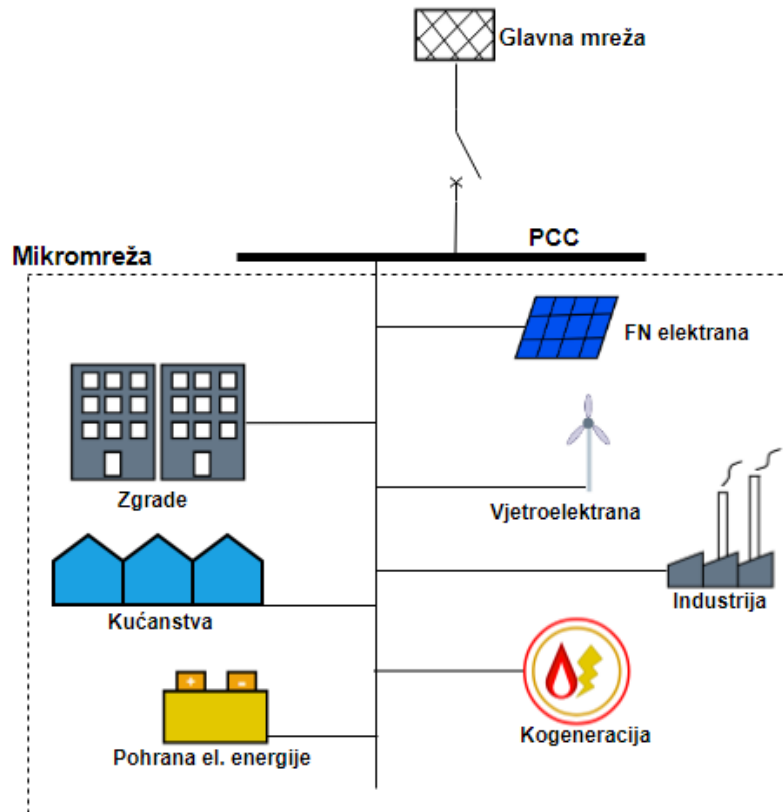 Glavna mreža
PCC
Mikromreža
FN elektrana
Zgrade
Vjetroelektrana
Industrija
Kućanstva
+ -
Kogeneracija
Pohrana el. energije